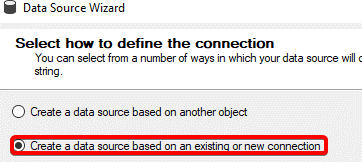 Data Source Wizard
Select how to define the connection
You can select from a number of ways in which your data source will
string.
Create a data source based on another object
Create a data source based on an existing or new connection